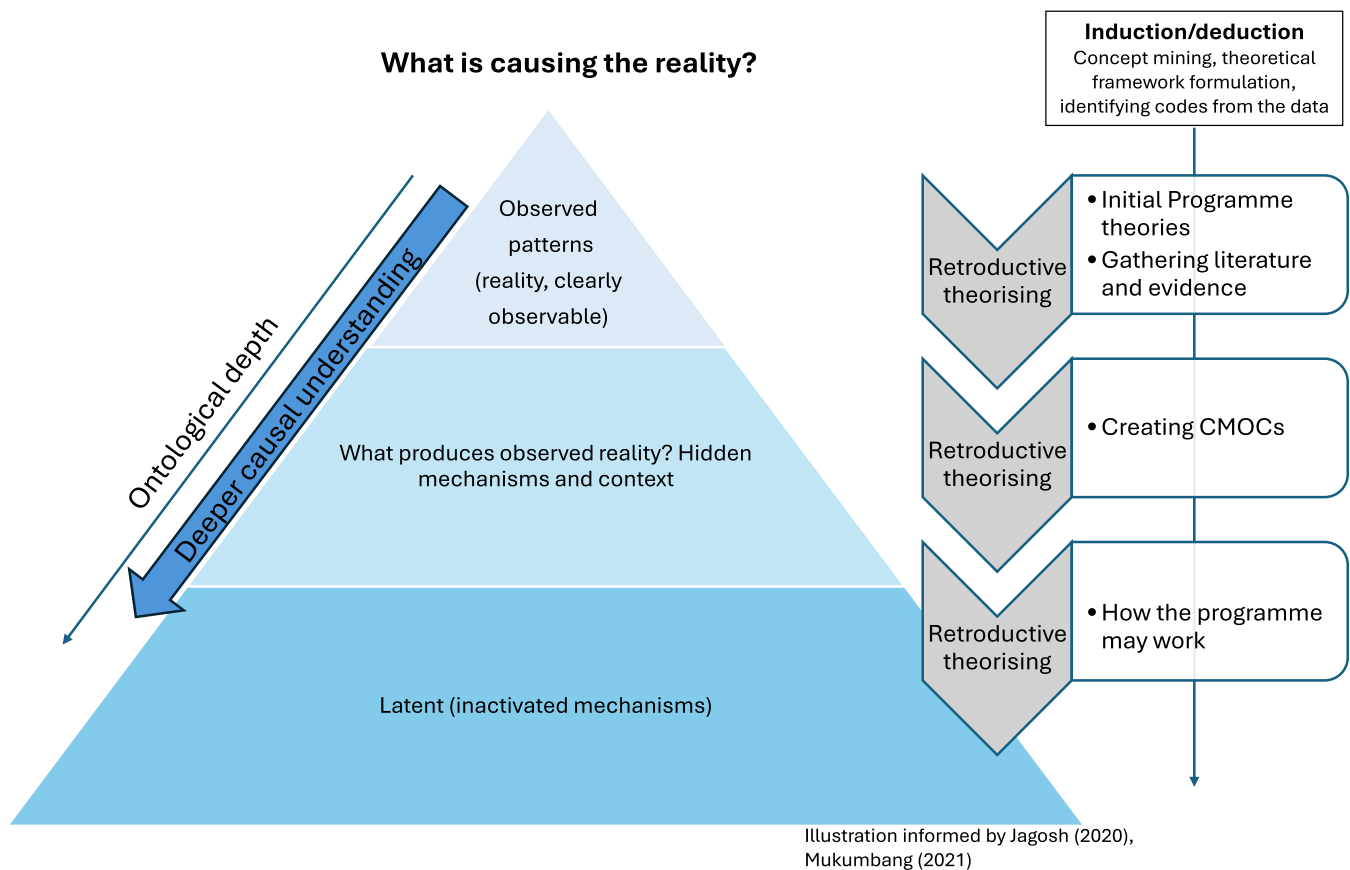 What is causing the reality?
Induction/deduction
Concept mining, theoretical
framework formulation,
identifying codes from the data
Ontological depth
Deeper causal understanding
Observed
patterns
(reality, clearly
observable)
What produces observed reality? Hidden
mechanisms and context
Latent (inactivated mechanisms)
Retroductive
theorising
• Initial Programme
theories
• Gathering literature
and evidence
Retroductive
theorising
• Creating CMOCs
Retroductive
theorising
• How the programme
may work
Illustration informed by Jagosh (2020),
Mukumbang (2021)